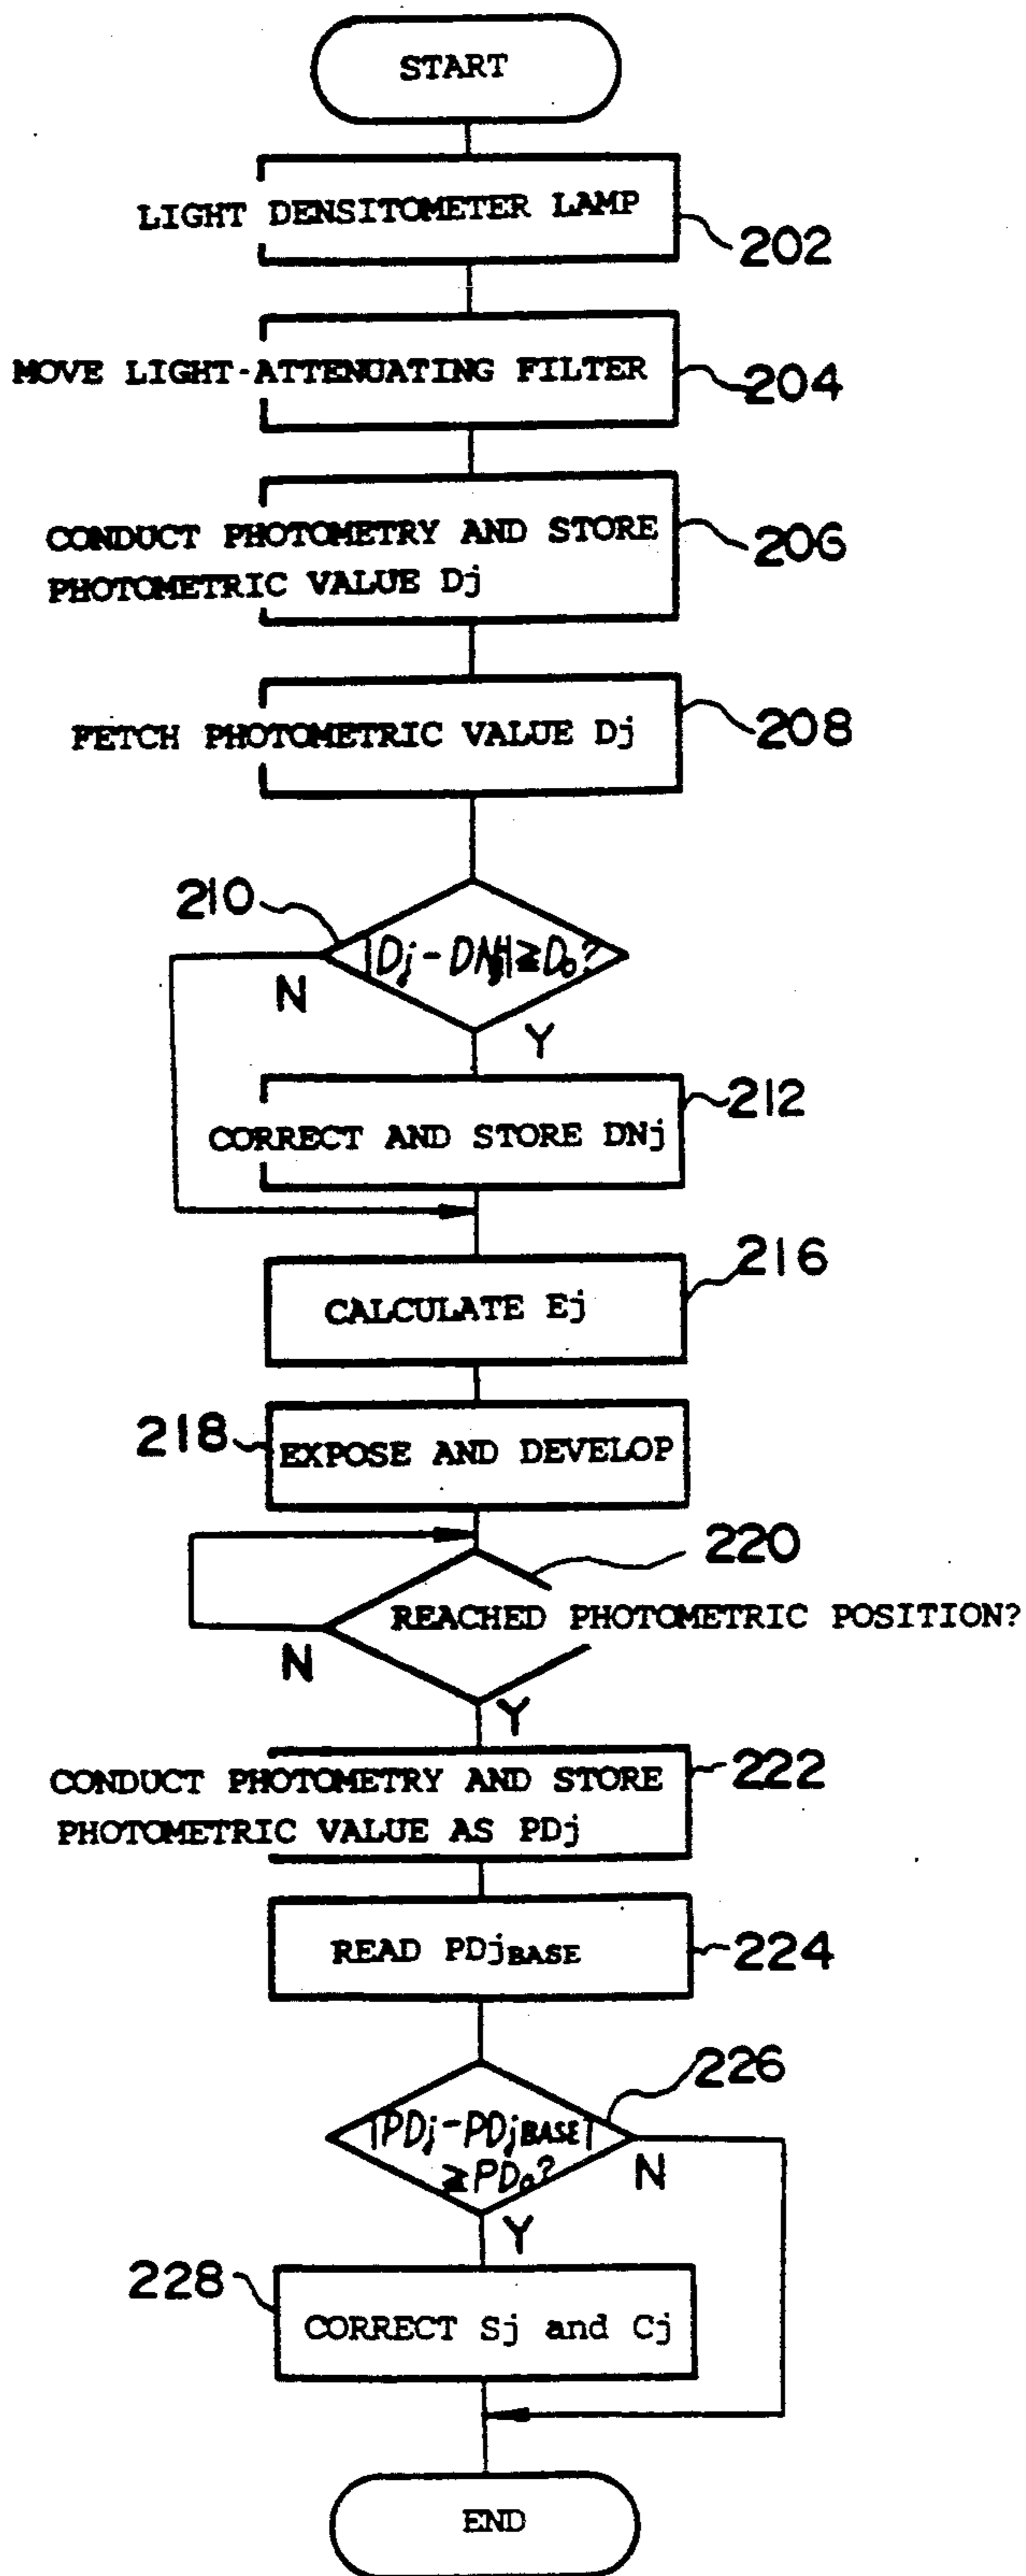 START
LIGHT DENSITOMETER LAMP
202
MOVE LIGHT-ATTENUATING FILTER
204
CONDUCT PHOTOMETRY AND STORE
PHOTOMETRIC VALUE Dj
206
FETCH PHOTOMETRIC VALUE Dj
208
210
|Dj-DNj|≧D₀?
N
Y
212
CORRECT AND STORE DNj
216
CALCULATE Ej
218
EXPOSE AND DEVELOP
220
REACHED PHOTOMETRIC POSITION?
N
Y
CONDUCT PHOTOMETRY AND STORE
PHOTOMETRIC VALUE AS PDj
222
READ PDjBASE
224
226
|PDj-PDjBASE|
≧PD₀?
N
Y
228
CORRECT Sj and Cj
END